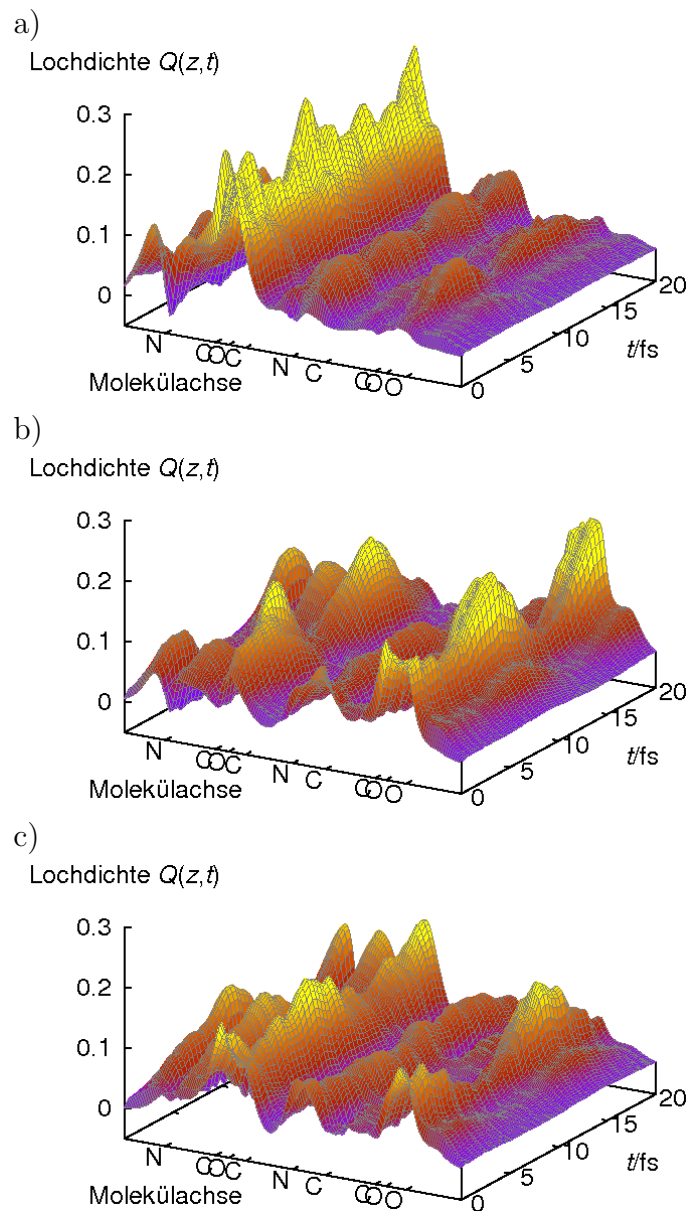 a)
Lochdichte Q(z,t)
0.3
0.2
0.1
0
N C O C N C C O O
Molekülachse
0 5 10 15 20
t/fs
b)
Lochdichte Q(z,t)
0.3
0.2
0.1
0
N C O C N C C O O
Molekülachse
0 5 10 15 20
t/fs
c)
Lochdichte Q(z,t)
0.3
0.2
0.1
0
N C O C N C C O O
Molekülachse
0 5 10 15 20
t/fs